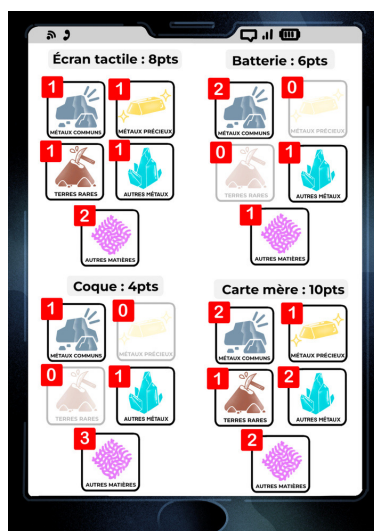 Écran tactile : 8pts
1
MÉTAUX COMMUNS
1
MÉTAUX PRÉCIEUX
1
TERRES RARES
1
AUTRES MÉTAUX
2
AUTRES MATIÈRES
Batterie : 6pts
2
MÉTAUX COMMUNS
0
MÉTAUX PRÉCIEUX
0
TERRES RARES
1
AUTRES MÉTAUX
1
AUTRES MATIÈRES
Coque : 4pts
1
MÉTAUX COMMUNS
0
MÉTAUX PRÉCIEUX
0
TERRES RARES
1
AUTRES MÉTAUX
3
AUTRES MATIÈRES
Carte mère : 10pts
2
MÉTAUX COMMUNS
1
MÉTAUX PRÉCIEUX
1
TERRES RARES
2
AUTRES MÉTAUX
2
AUTRES MATIÈRES